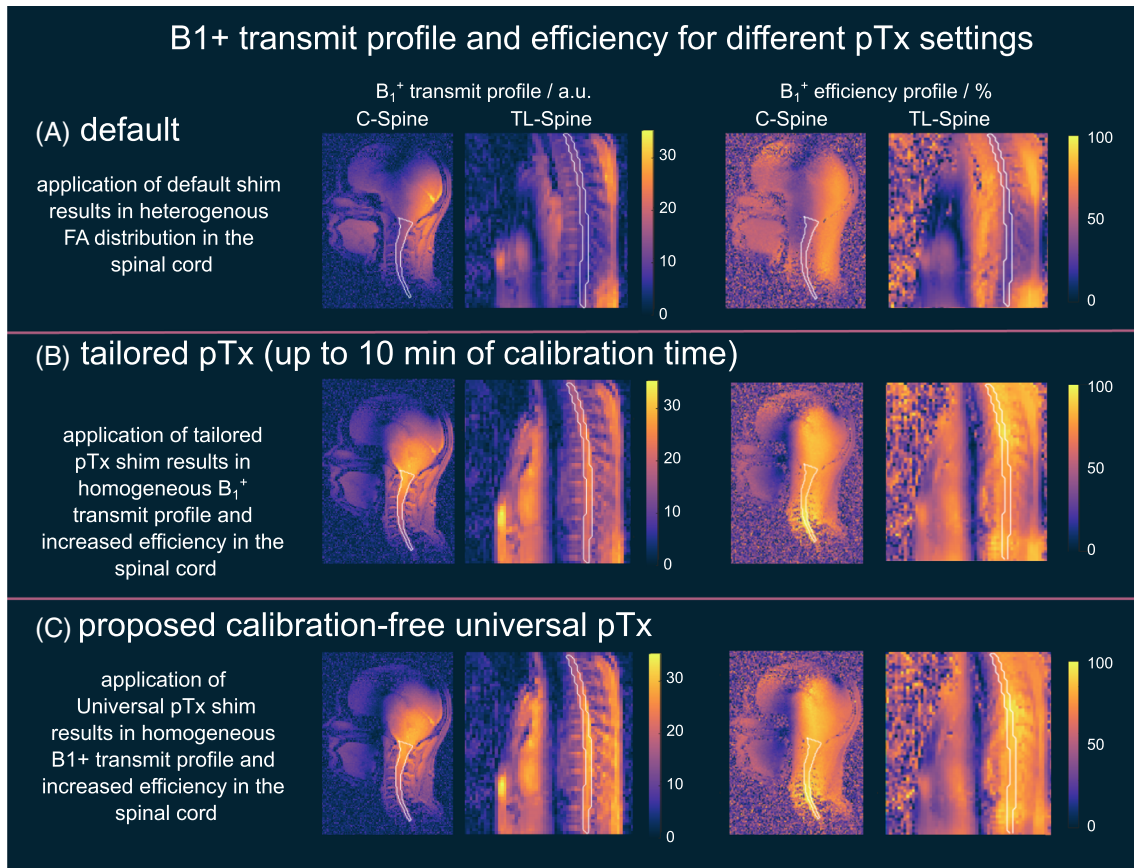 B1+ transmit profile and efficiency for different pTx settings
B₁⁺ transmit profile / a.u.
B₁⁺ efficiency profile / %
C-Spine
TL-Spine
C-Spine
TL-Spine
(A) default
application of default shim
results in heterogenous
FA distribution in the
spinal cord
30
20
10
0
100
50
0
(B) tailored pTx (up to 10 min of calibration time)
application of tailored
pTx shim results in
homogeneous B₁⁺
transmit profile and
increased efficiency in the
spinal cord
30
20
10
0
100
50
0
(C) proposed calibration-free universal pTx
application of
Universal pTx shim
results in homogeneous
B1+ transmit profile and
increased efficiency in the
spinal cord
30
20
10
0
100
50
0